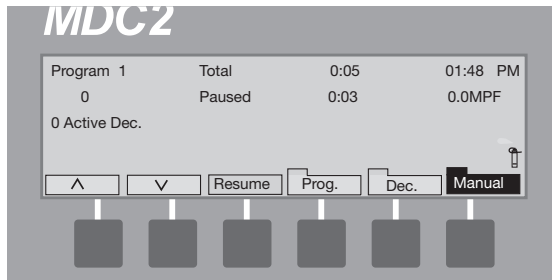 MDC2
Program 1 Total 0:05 01:48 PM
0 Paused 0:03 0.0MPF
0 Active Dec.
Resume Prog. Dec. Manual